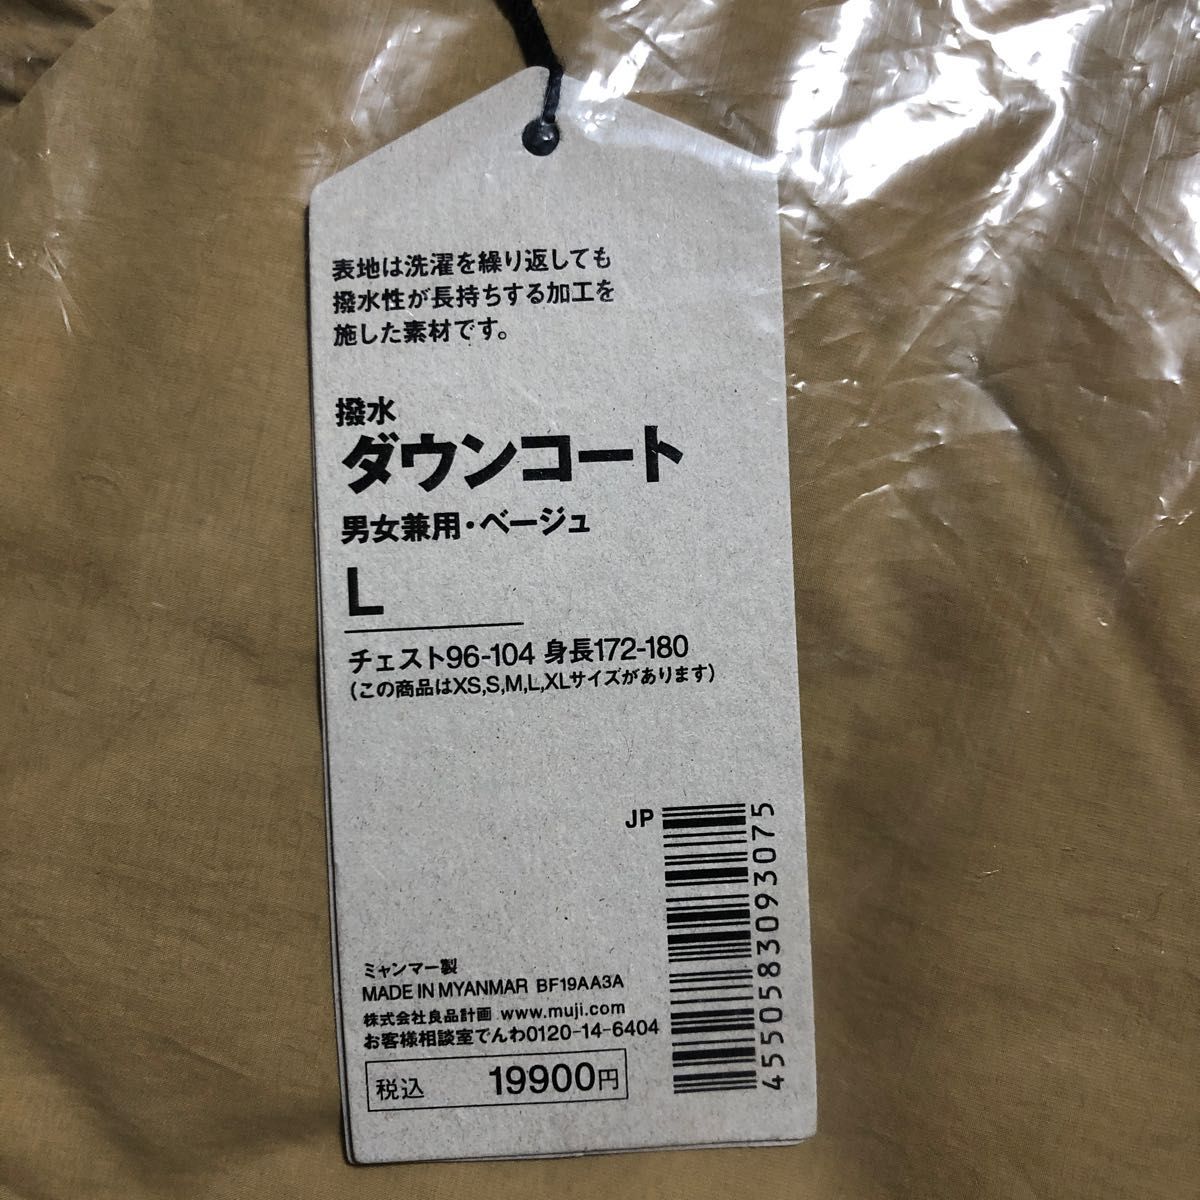 表地は洗濯を繰り返しても
撥水性が長持ちする加工を
施した素材です。
撥水
ダウンコート
男女兼用・ベージュ
L
チェスト96-104 身長172-180
(この商品はXS,S,M,L,XLサイズがあります)
JP
4550583093075
ミャンマー製
MADE IN MYANMAR BF19AA3A
株式会社良品計画 www.muji.com
お客様相談室でんわ0120-14-6404
税込 19900円